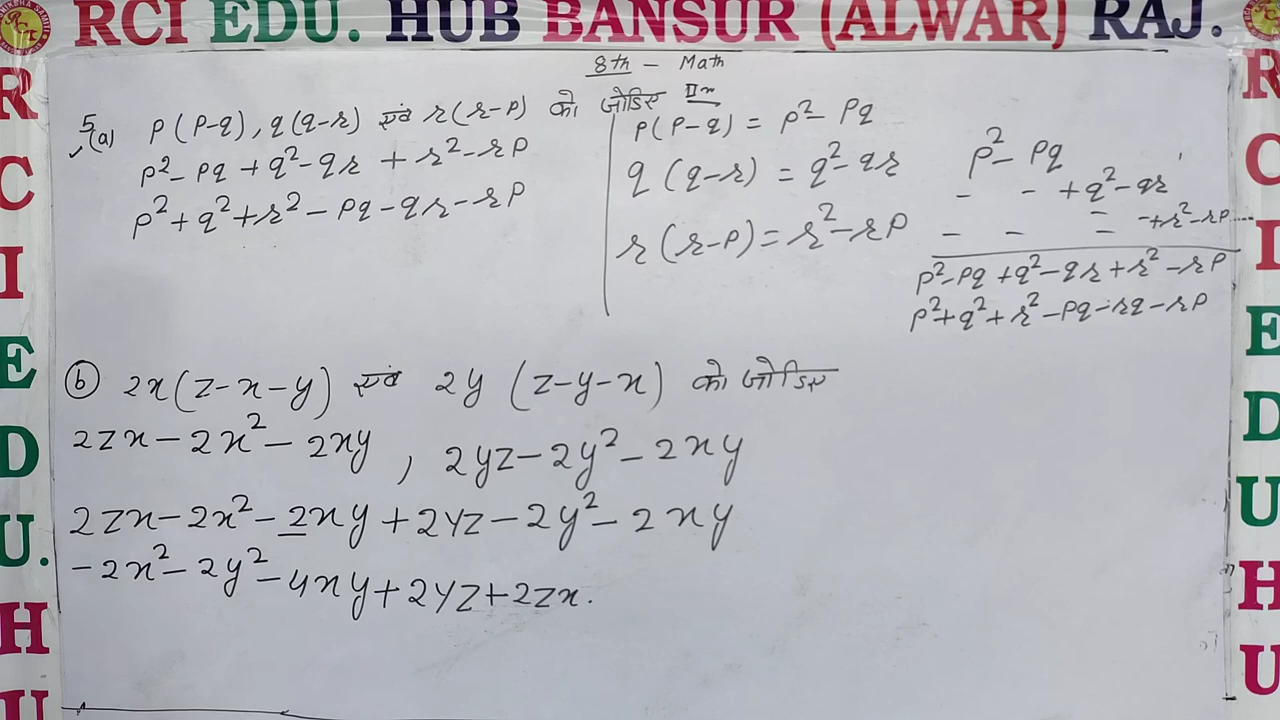 RCI EDU. HUB BANSUR (ALWAR) RAJ.
8th - Math
5(a) p(p-q), q(q-r) एवं r(r-p) को जोडिए
p²-pq+q²-qr+r²-rp
p²+q²+r²-pq-qr-rp
IInd
p(p-q) = p²-pq
q(q-r) = q²-qr
r(r-p) = r²-rp
p²-pq
- - +q²-qr
- - = -+r²-rp
p²-pq+q²-qr+r²-rp
p²+q²+r²-pq-rq-rp
(b) 2x(z-x-y) एवं 2y(z-y-x) को जोडिए
2zx-2x²-2xy, 2yz-2y²-2xy
2zx-2x²-2xy+2yz-2y²-2xy
-2x²-2y²-4xy+2yz+2zx.
R
C
I
E
D
U.
H
U
R
C
I
E
D
U
H
U